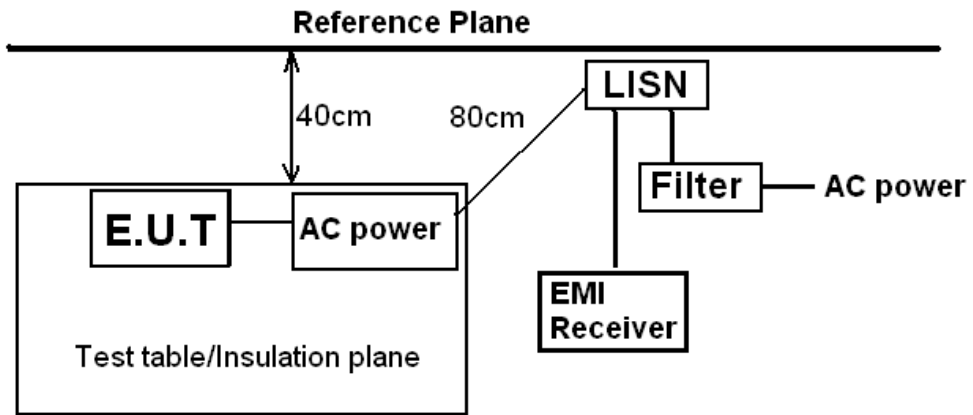 Reference Plane
40cm
80cm
LISN
Filter
AC power
E.U.T
AC power
EMI
Receiver
Test table/Insulation plane